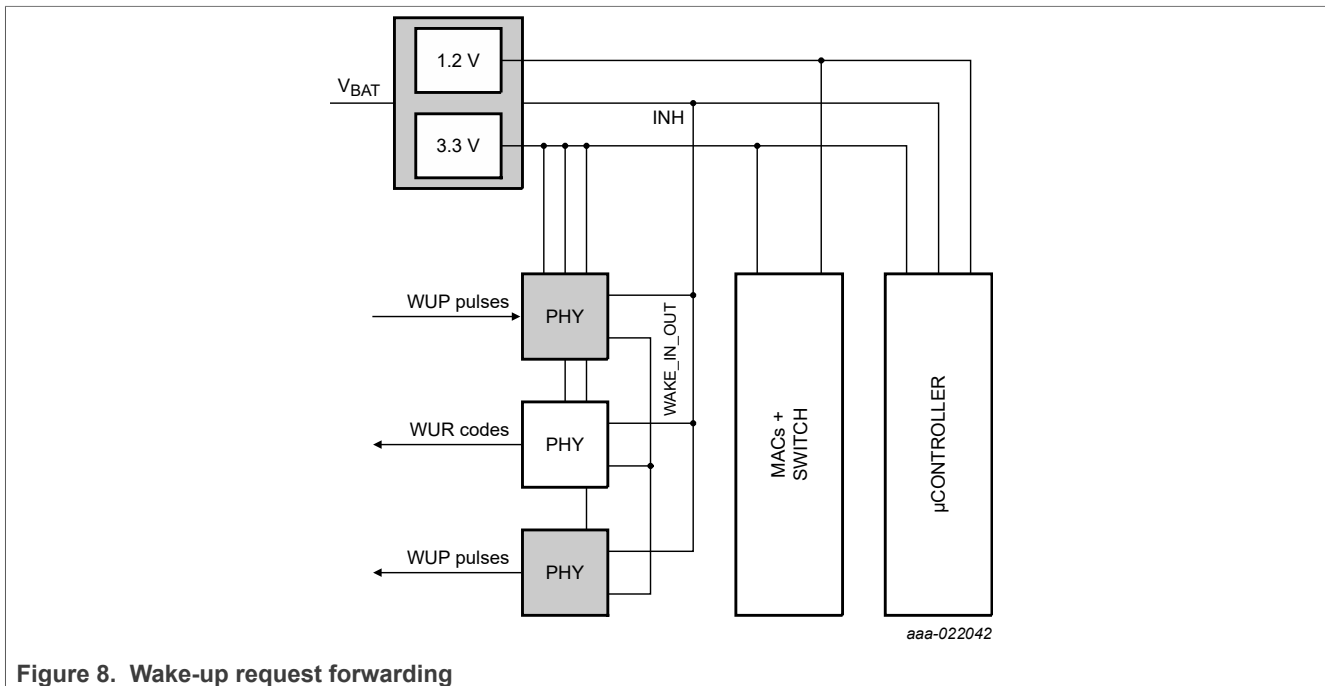 1.2 V
V_BAT
INH
3.3 V
WUP pulses
PHY
WAKE_IN_OUT
WUR codes
PHY
MACs +
SWITCH
µCONTROLLER
WUP pulses
PHY
aaa-022042
Figure 8. Wake-up request forwarding